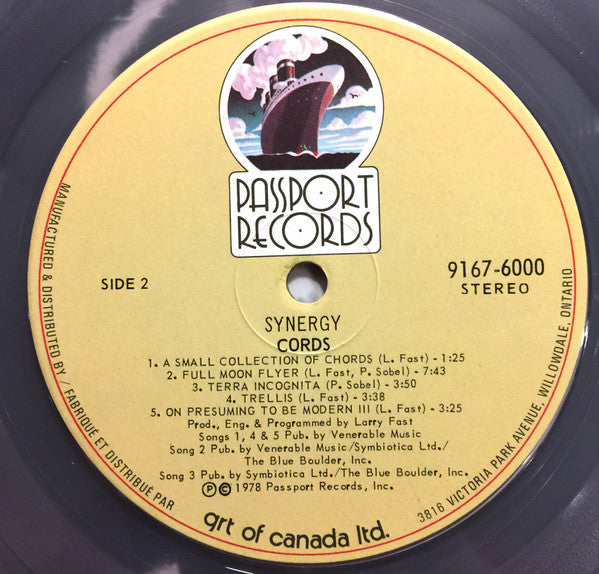 PASSPORT
RECORDS
SIDE 2
9167-6000
STEREO
SYNERGY
CORDS
1. A SMALL COLLECTION OF CHORDS (L. Fast) - 1:25
2. FULL MOON FLYER (L. Fast, P. Sobel) - 7:43
3. TERRA INCOGNITA (P. Sobel) - 3:50
4. TRELLIS (L. Fast) - 3:38
5. ON PRESUMING TO BE MODERN III (L. Fast) - 3:25
Prod., Eng. & Programmed by Larry Fast
Songs 1, 4 & 5 Pub. by Venerable Music
Song 2 Pub. by Venerable Music/Symbiotica Ltd./
The Blue Boulder, Inc.
Song 3 Pub. by Symbiotica Ltd./The Blue Boulder, Inc.
Ⓟ©1978 Passport Records, Inc.
MANUFACTURED & DISTRIBUTED BY / FABRIQUÉ ET DISTRIBUÉ PAR
qrt of canada ltd.
3816 VICTORIA PARK AVENUE, WILLOWDALE, ONTARIO